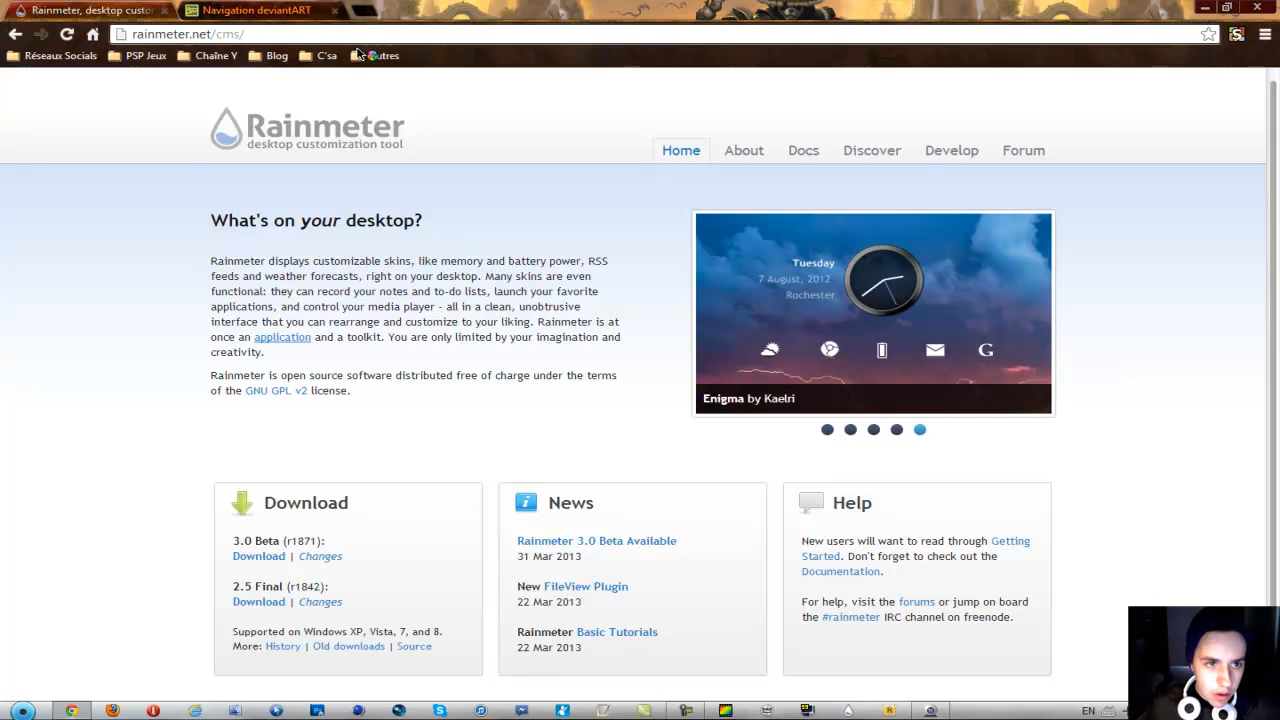 Rainmeter, desktop custo
Navigation deviantART
rainmeter.net/cms/
Réseaux Socials
PSP Jeux
Chaîne Y
Blog
C'sa
Autres
Rainmeter
desktop customization tool
Home
About
Docs
Discover
Develop
Forum
What's on your desktop?
Rainmeter displays customizable skins, like memory and battery power, RSS
feeds and weather forecasts, right on your desktop. Many skins are even
functional: they can record your notes and to-do lists, launch your favorite
applications, and control your media player - all in a clean, unobtrusive
interface that you can rearrange and customize to your liking. Rainmeter is at
once an application and a toolkit. You are only limited by your imagination and
creativity.
Rainmeter is open source software distributed free of charge under the terms
of the GNU GPL v2 license.
Tuesday
7 August, 2012
Rochester
G
Enigma by Kaelri
Download
3.0 Beta (r1871):
Download | Changes
2.5 Final (r1842):
Download | Changes
Supported on Windows XP, Vista, 7, and 8.
More: History | Old downloads | Source
News
Rainmeter 3.0 Beta Available
31 Mar 2013
New FileView Plugin
22 Mar 2013
Rainmeter Basic Tutorials
22 Mar 2013
Help
New users will want to read through Getting
Started. Don't forget to check out the
Documentation.
For help, visit the forums or jump on board
the #rainmeter IRC channel on freenode.
EN